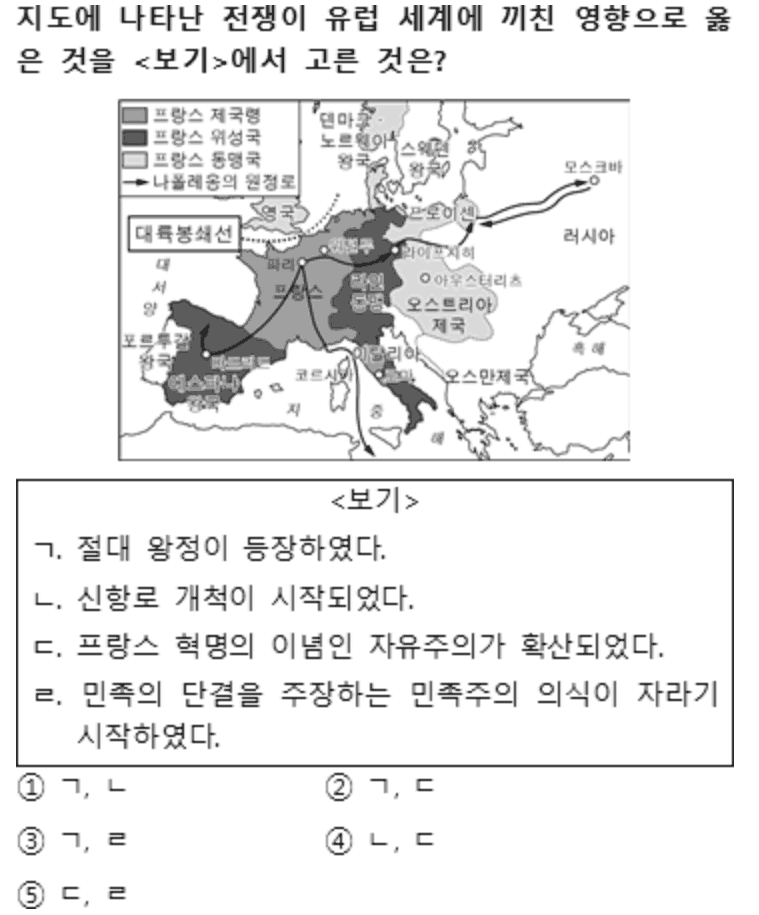 지도에 나타난 전쟁이 유럽 세계에 끼친 영향으로 옳
은 것을 <보기>에서 고른 것은?
프랑스 제국령
프랑스 위성국
프랑스 동맹국
나폴레옹의 원정로
덴마크·
노르웨이
왕국
스웨덴
왕국
모스크바
영국
프로이센
러시아
대륙봉쇄선
워털루
라이프치히
파리
대
서
양
프랑스
라인
동맹
아우스터리츠
오스트리아
제국
포르투갈
왕국
마드리드
에스파냐
왕국
이탈리아
코르시카
로마
오스만제국
흑해
지
중
해
<보기>
ㄱ. 절대 왕정이 등장하였다.
ㄴ. 신항로 개척이 시작되었다.
ㄷ. 프랑스 혁명의 이념인 자유주의가 확산되었다.
ㄹ. 민족의 단결을 주장하는 민족주의 의식이 자라기
시작하였다.
① ㄱ, ㄴ ② ㄱ, ㄷ
③ ㄱ, ㄹ ④ ㄴ, ㄷ
⑤ ㄷ, ㄹ